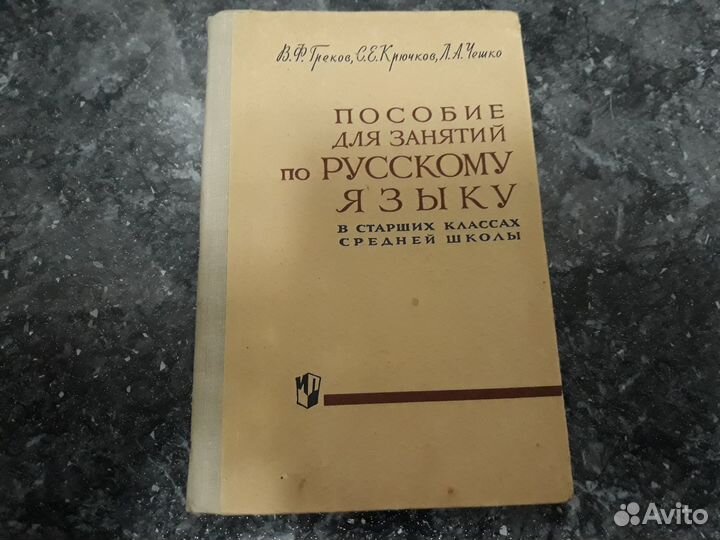 В.Ф.Греков, С.Е.Крючков, Л.А.Чешко
ПОСОБИЕ
ДЛЯ ЗАНЯТИЙ
ПО РУССКОМУ
ЯЗЫКУ
В СТАРШИХ КЛАССАХ
СРЕДНЕЙ ШКОЛЫ
Avito